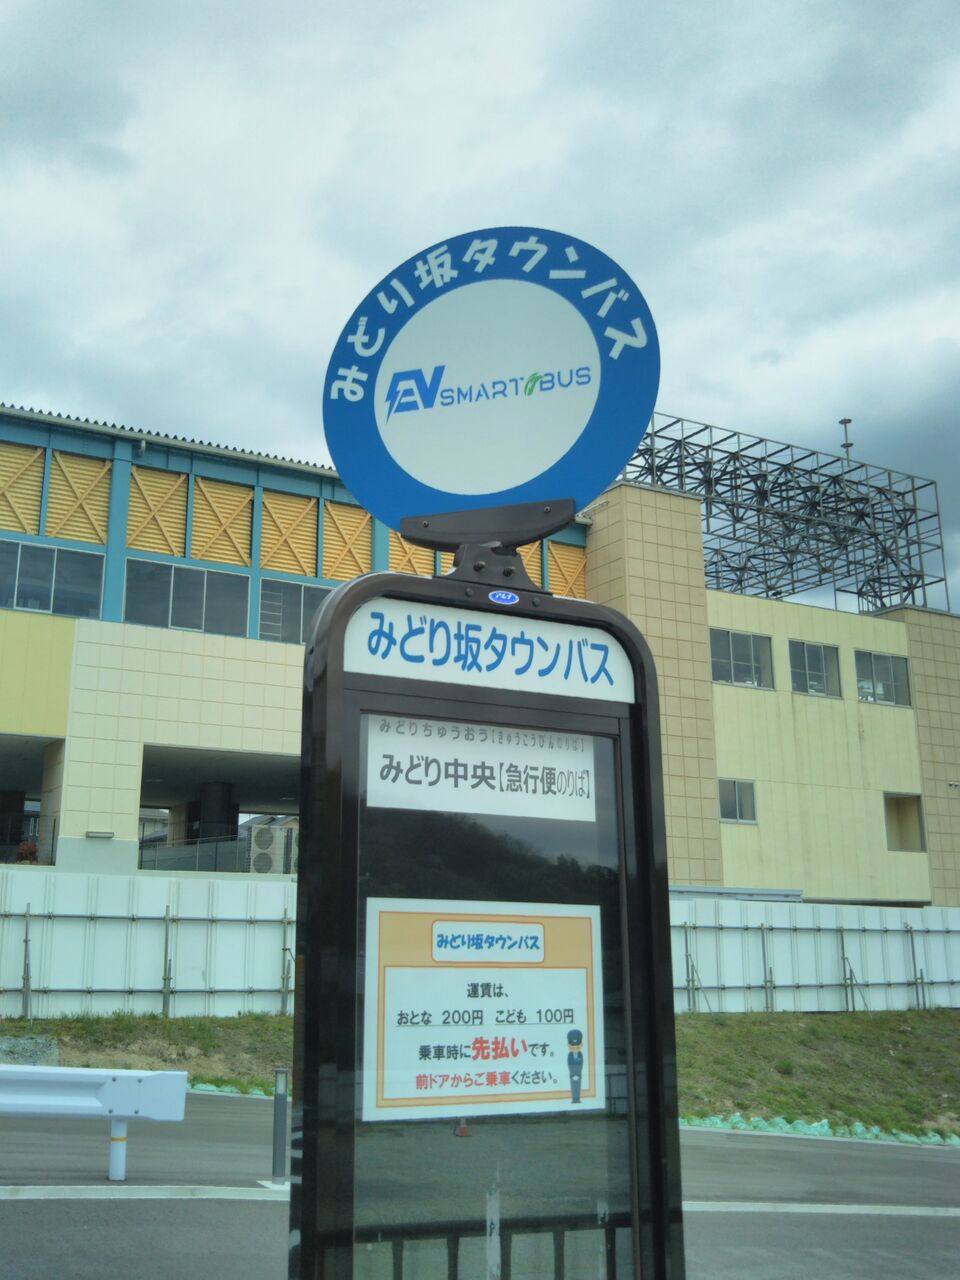 みどり坂タウンバス
EV SMART BUS
みどり坂タウンバス
みどりちゅうおう【きゅうこうびんのりば】
みどり中央【急行便のりば】
みどり坂タウンバス
運賃は、
おとな 200円 こども 100円
乗車時に先払いです。
前ドアからご乗車ください。